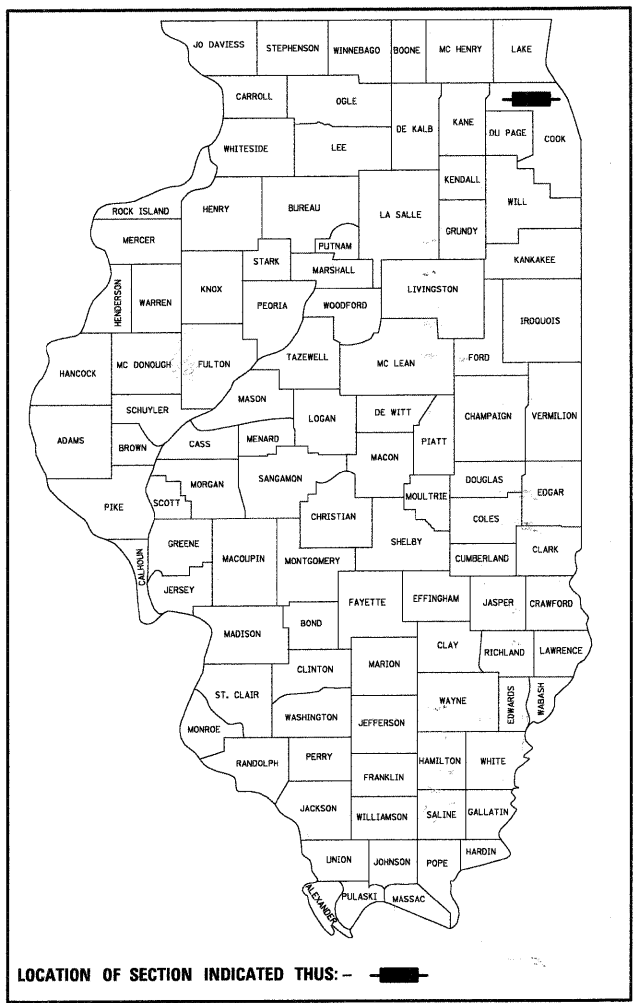 JO DAVIESS STEPHENSON WINNEBAGO BOONE MC HENRY LAKE
CARROLL OGLE DE KALB KANE DU PAGE COOK
WHITESIDE LEE KENDALL
ROCK ISLAND HENRY BUREAU LA SALLE GRUNDY WILL
MERCER PUTNAM KANKAKEE
STARK MARSHALL
HENDERSON WARREN KNOX PEORIA WOODFORD LIVINGSTON IROQUOIS
HANCOCK MC DONOUGH FULTON TAZEWELL MC LEAN FORD
MASON
SCHUYLER LOGAN DE WITT CHAMPAIGN VERMILION
ADAMS BROWN CASS MENARD MACON PIATT
PIKE SCOTT MORGAN SANGAMON CHRISTIAN MOULTRIE DOUGLAS EDGAR
COLES
GREENE MACOUPIN MONTGOMERY SHELBY CUMBERLAND CLARK
CALHOUN JERSEY
FAYETTE EFFINGHAM JASPER CRAWFORD
MADISON BOND
CLAY RICHLAND LAWRENCE
CLINTON MARION
ST. CLAIR WAYNE EDWARDS WABASH
WASHINGTON JEFFERSON
MONROE
RANDOLPH PERRY HAMILTON WHITE
FRANKLIN
JACKSON WILLIAMSON SALINE GALLATIN
UNION JOHNSON POPE HARDIN
ALEXANDER PULASKI MASSAC
LOCATION OF SECTION INDICATED THUS: -